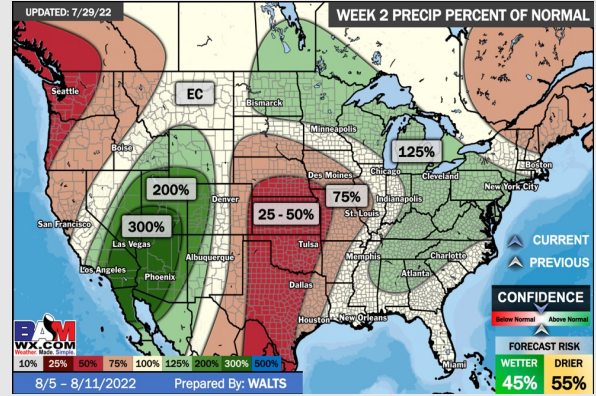 UPDATED: 7/29/22
WEEK 2 PRECIP PERCENT OF NORMAL
Seattle
EC
Bismarck
Minneapolis
125%
Boise
Boston
200%
Des Moines
Chicago
Cleveland
New York City
Denver
75%
Indianapolis
300%
25 - 50%
St. Louis
San Francisco
Las Vegas
Tulsa
CURRENT
Albuquerque
Memphis
Charlotte
PREVIOUS
Los Angeles
Phoenix
Atlanta
Dallas
CONFIDENCE
Houston
New Orleans
Below Normal
Above Normal
BAM
WX.COM
Weather. Made. Simple.
FORECAST RISK
Miami
10% 25% 50% 75% 100% 125% 200% 300% 500%
WETTER
DRIER
8/5 – 8/11/2022
Prepared By: WALTS
45%
55%